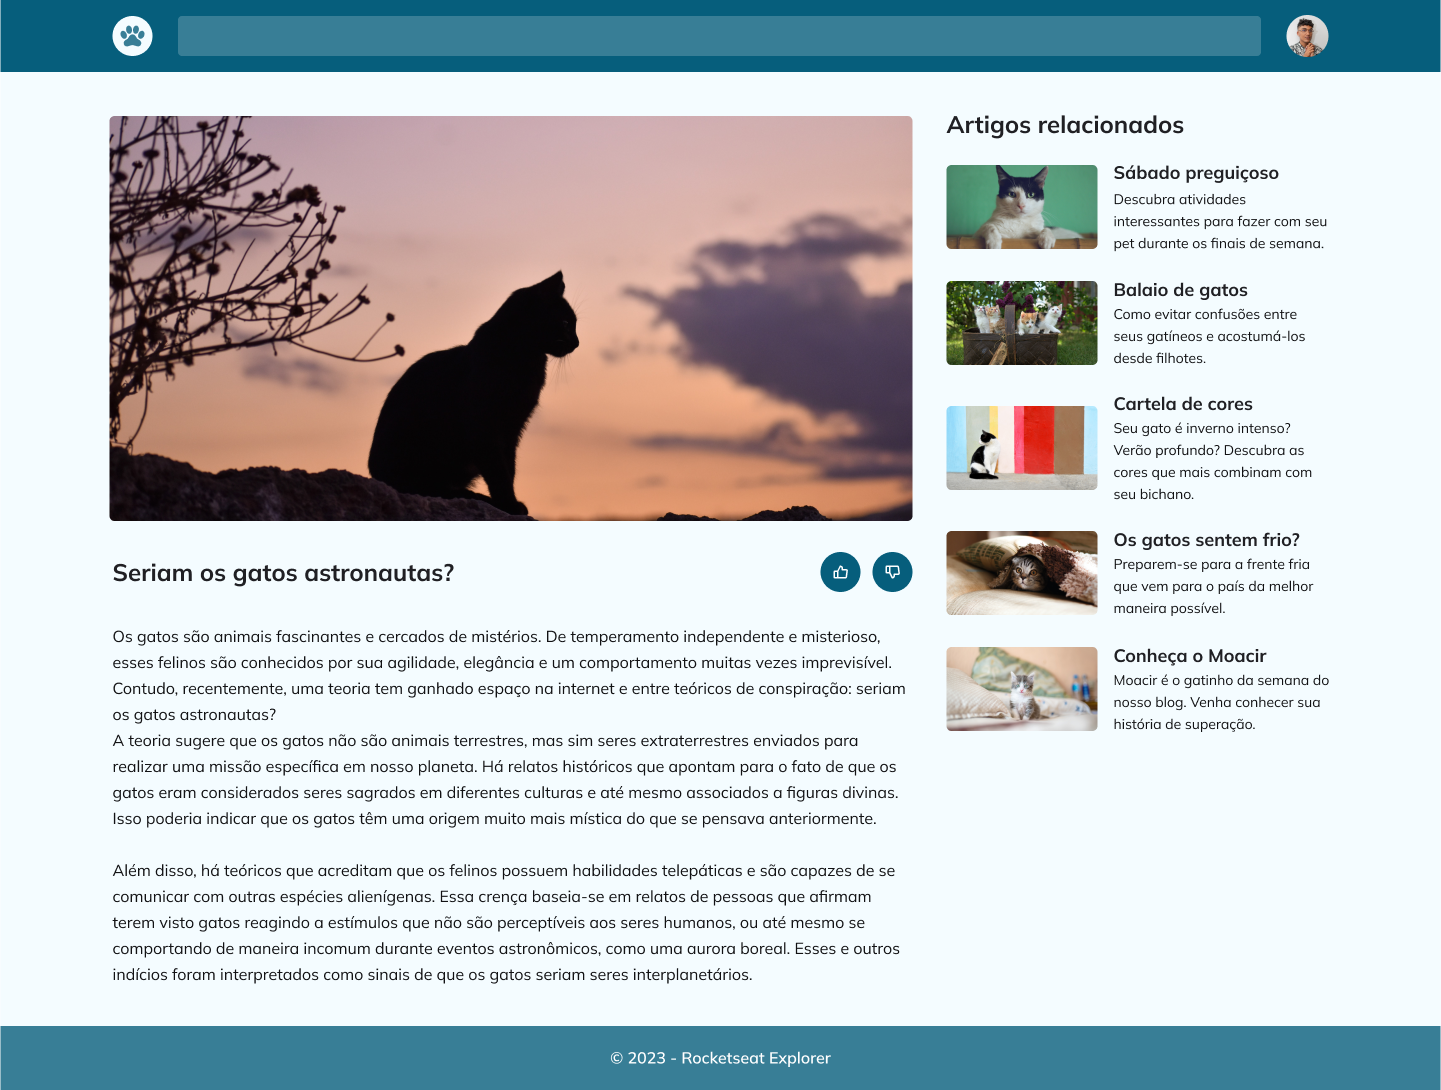 Seriam os gatos astronautas?
Os gatos são animais fascinantes e cercados de mistérios. De temperamento independente e misterioso,
esses felinos são conhecidos por sua agilidade, elegância e um comportamento muitas vezes imprevisível.
Contudo, recentemente, uma teoria tem ganhado espaço na internet e entre teóricos de conspiração: seriam
os gatos astronautas?
A teoria sugere que os gatos não são animais terrestres, mas sim seres extraterrestres enviados para
realizar uma missão específica em nosso planeta. Há relatos históricos que apontam para o fato de que os
gatos eram considerados seres sagrados em diferentes culturas e até mesmo associados a figuras divinas.
Isso poderia indicar que os gatos têm uma origem muito mais mística do que se pensava anteriormente.
Além disso, há teóricos que acreditam que os felinos possuem habilidades telepáticas e são capazes de se
comunicar com outras espécies alienígenas. Essa crença baseia-se em relatos de pessoas que afirmam
terem visto gatos reagindo a estímulos que não são perceptíveis aos seres humanos, ou até mesmo se
comportando de maneira incomum durante eventos astronômicos, como uma aurora boreal. Esses e outros
indícios foram interpretados como sinais de que os gatos seriam seres interplanetários.
Artigos relacionados
Sábado preguiçoso
Descubra atividades
interessantes para fazer com seu
pet durante os finais de semana.
Balaio de gatos
Como evitar confusões entre
seus gatíneos e acostumá-los
desde filhotes.
Cartela de cores
Seu gato é inverno intenso?
Verão profundo? Descubra as
cores que mais combinam com
seu bichano.
Os gatos sentem frio?
Preparem-se para a frente fria
que vem para o país da melhor
maneira possível.
Conheça o Moacir
Moacir é o gatinho da semana do
nosso blog. Venha conhecer sua
história de superação.
© 2023 - Rocketseat Explorer